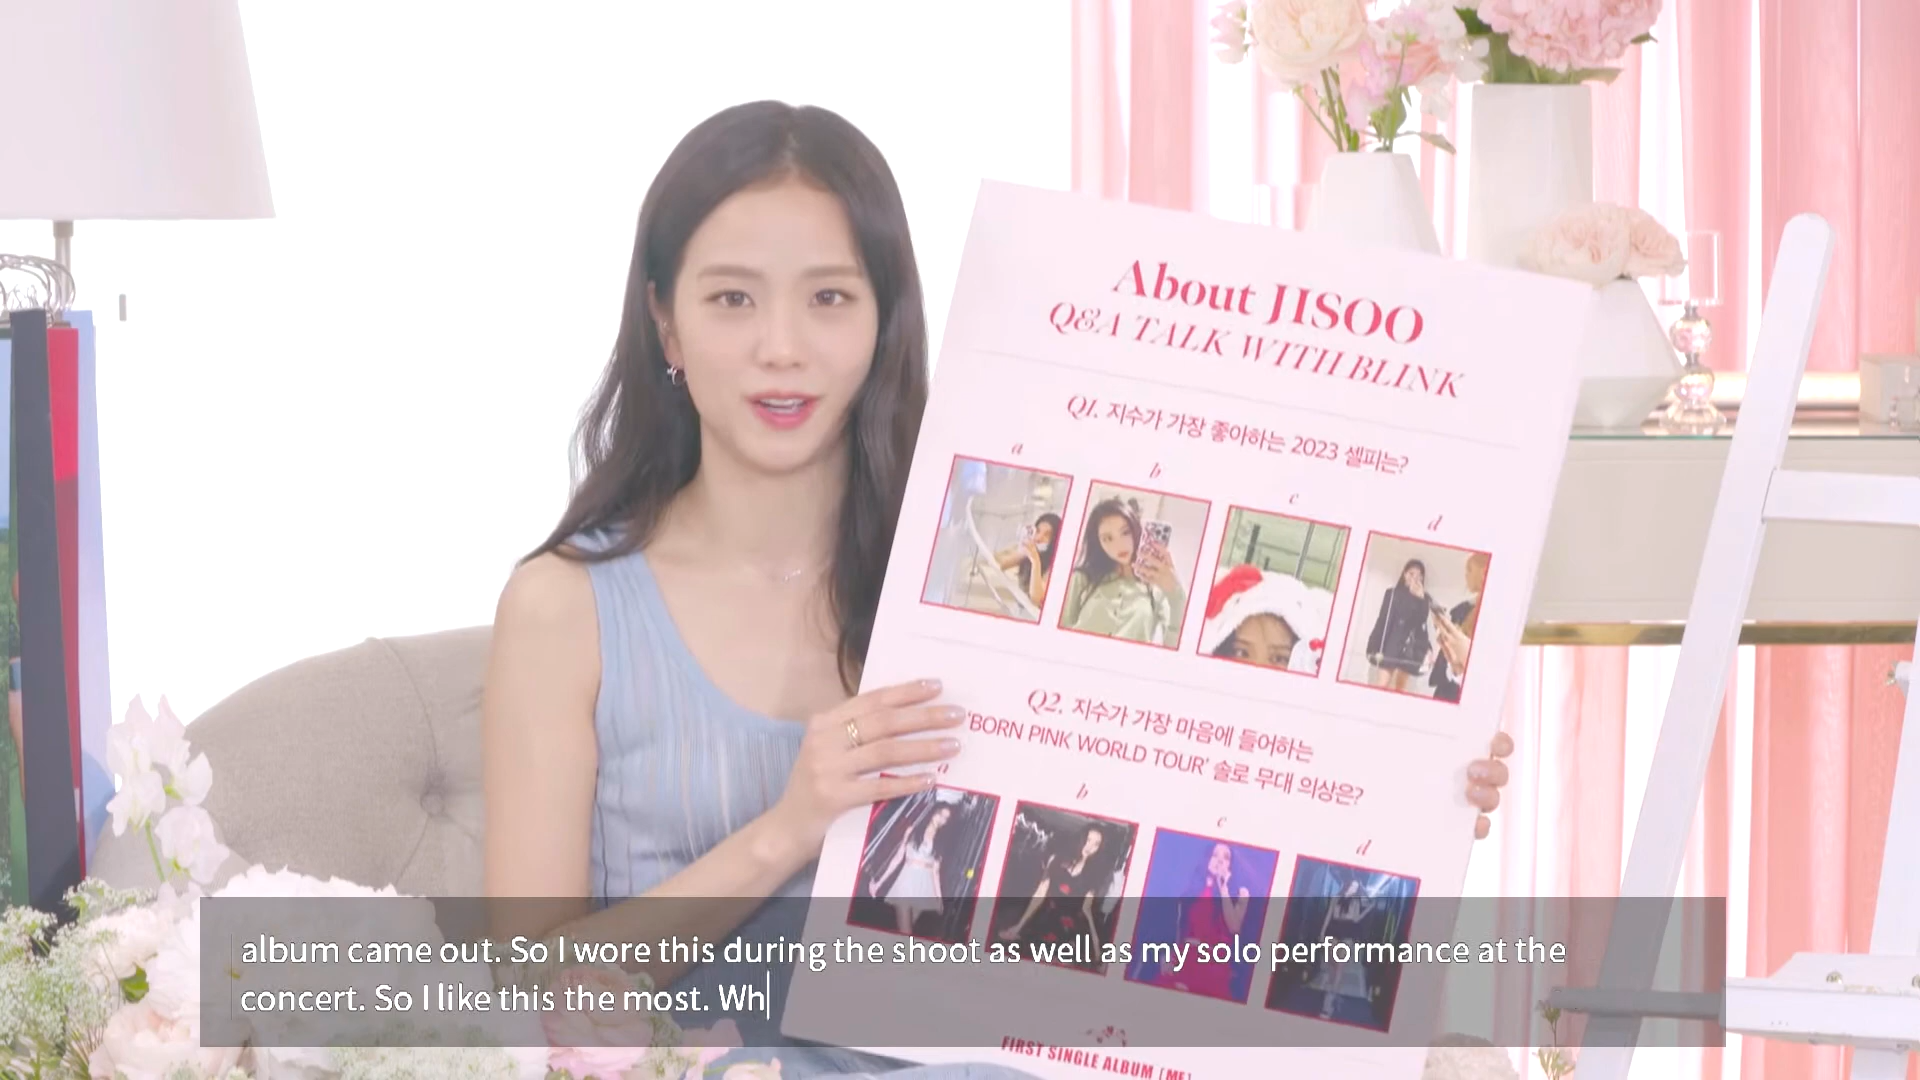 About JISOO
Q&A TALK WITH BLINK
Q1. 지수가 가장 좋아하는 2023 셀피는?
a
b
c
d
Q2. 지수가 가장 마음에 들어하는
'BORN PINK WORLD TOUR' 솔로 무대 의상은?
a
b
c
d
album came out. So I wore this during the shoot as well as my solo performance at the
concert. So I like this the most. Wh
FIRST SINGLE ALBUM [ME]